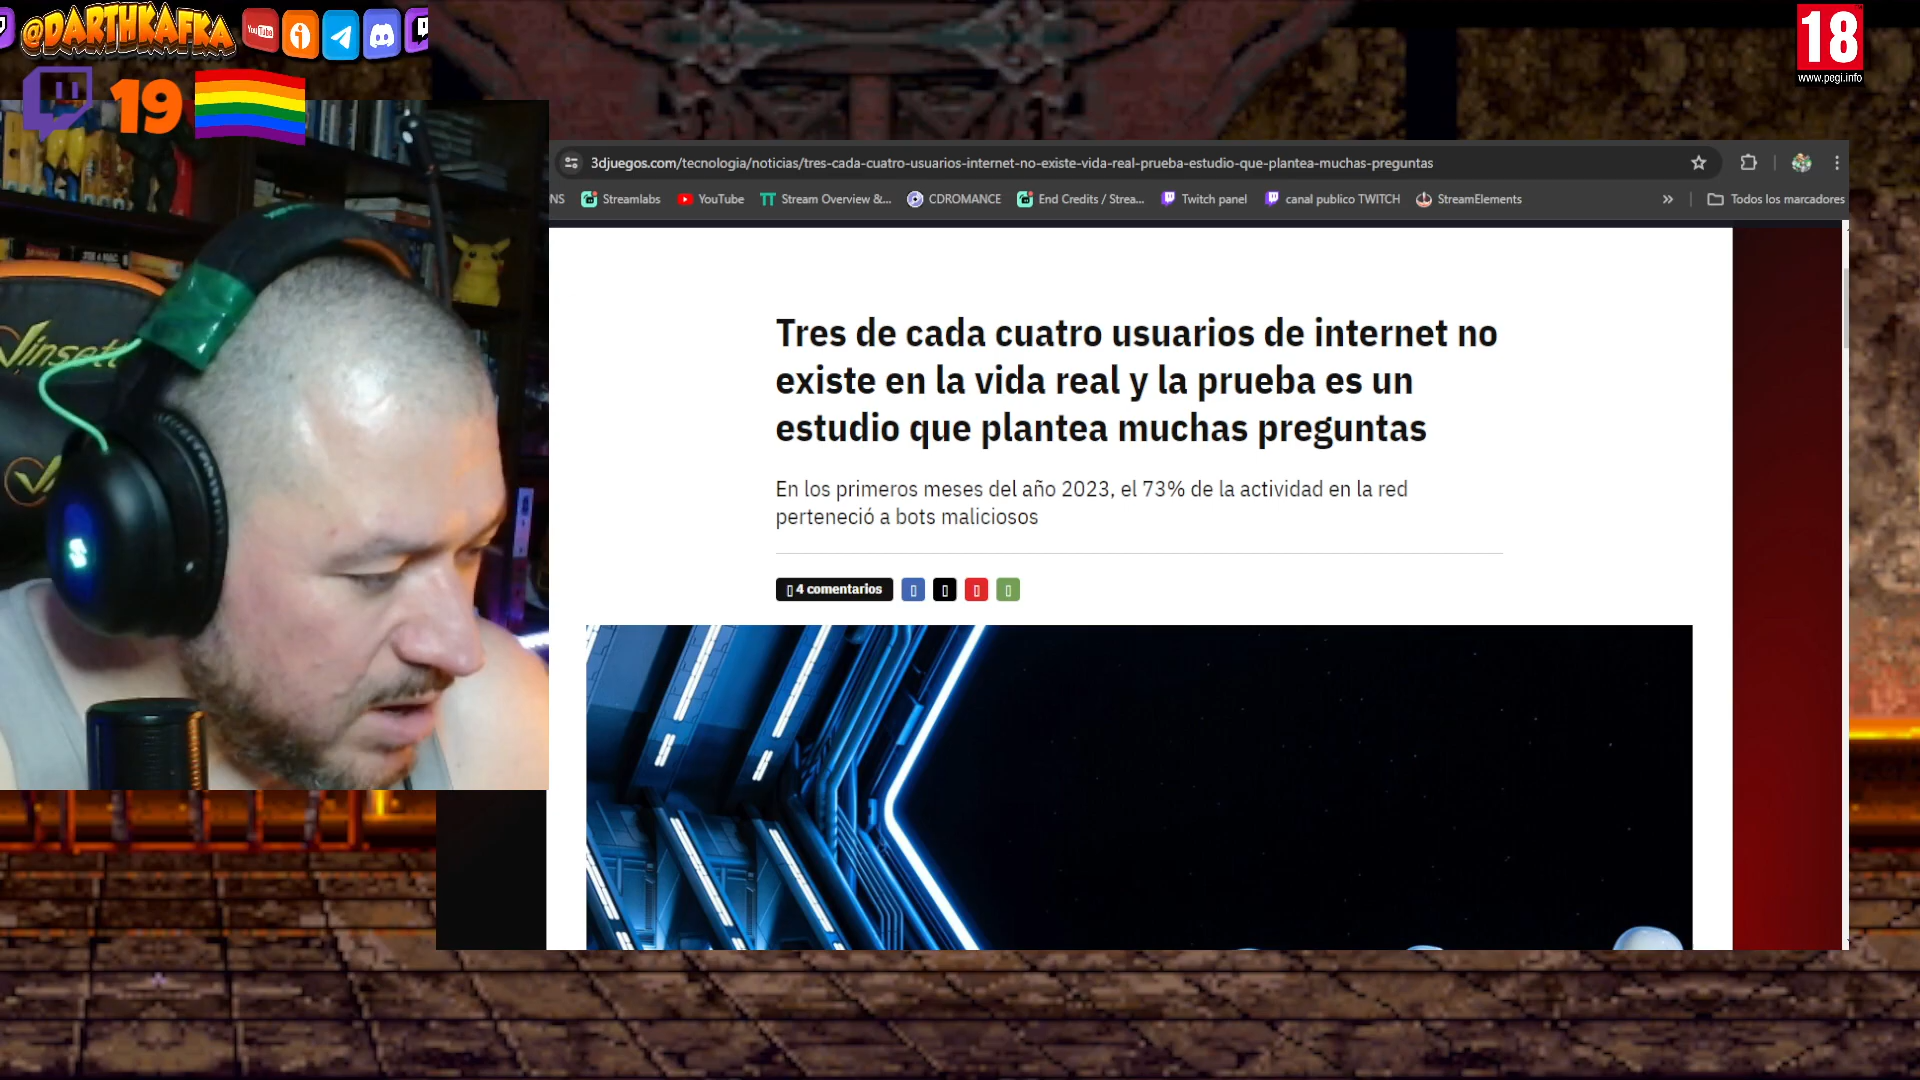 @DARTHKAFKA
YouTube
19
18
www.pegi.info
3djuegos.com/tecnologia/noticias/tres-cada-cuatro-usuarios-internet-no-existe-vida-real-prueba-estudio-que-plantea-muchas-preguntas
NS Streamlabs YouTube Stream Overview &... CDROMANCE End Credits / Strea... Twitch panel canal publico TWITCH StreamElements » Todos los marcadores
Tres de cada cuatro usuarios de internet no
existe en la vida real y la prueba es un
estudio que plantea muchas preguntas
En los primeros meses del año 2023, el 73% de la actividad en la red
perteneció a bots maliciosos
4 comentarios